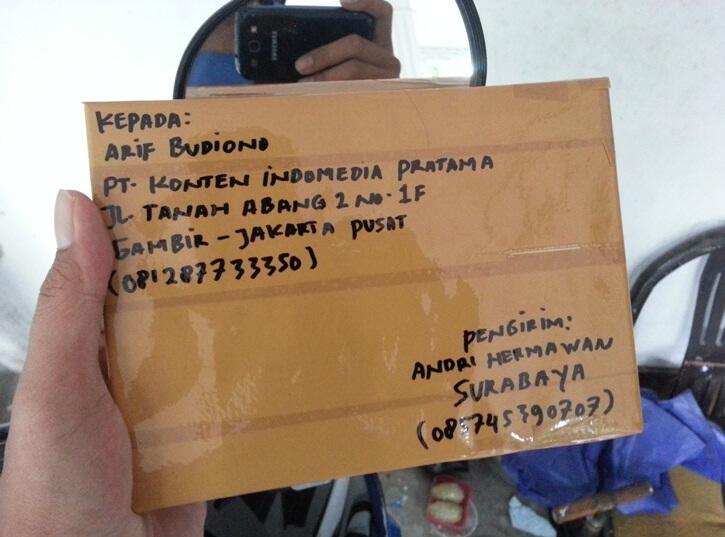 SAMSUNG
KEPADA:
ARIF BUDIONO
PT. KONTEN INDOMEDIA PRATAMA
JL. TANAH ABANG 2 NO. 1F
GAMBIR - JAKARTA PUSAT
(081287733350)
PENGIRIM:
ANDRI HERMAWAN
SURABAYA
(085745390707)